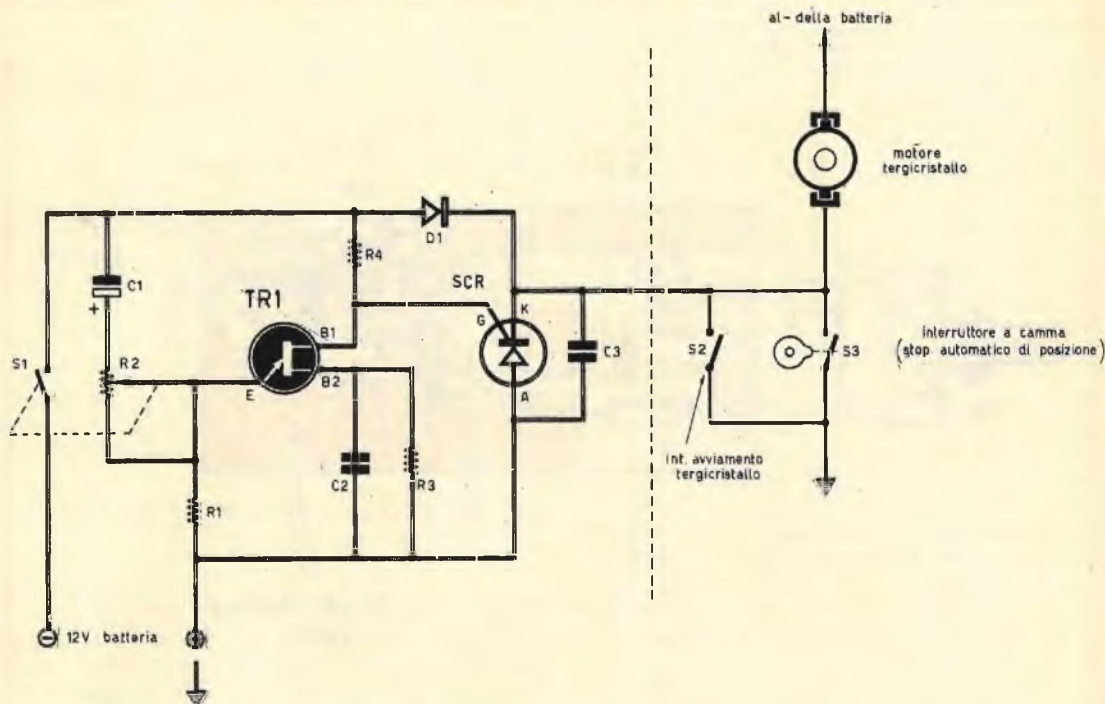 al - della batteria
motore
tergicristallo
D1
R4
SCR
C1
TR1
K
G
B1
C3
S2
S3
interruttore a camma
(stop automatico di posizione)
+
S1
R2
E
B2
A
int. avviamento
tergicristallo
C2
R3
R1
- 12V batteria +